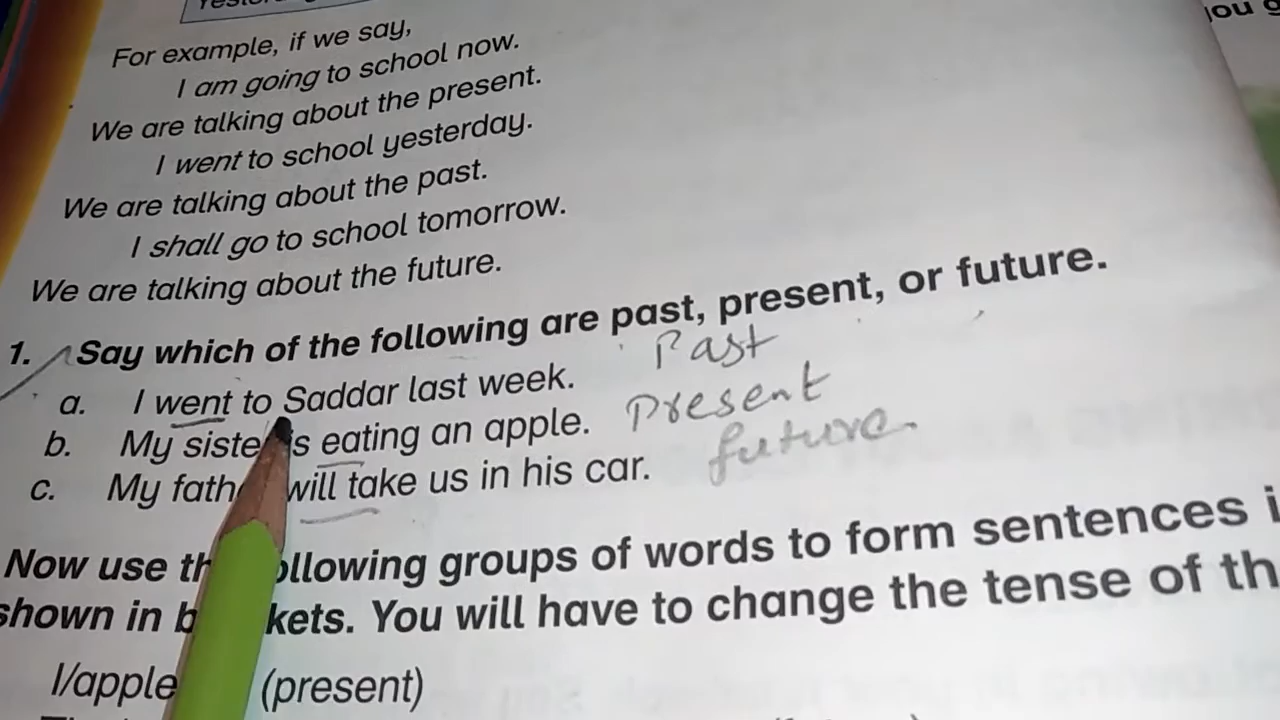 For example, if we say,
I am going to school now.
We are talking about the present.
I went to school yesterday.
We are talking about the past.
I shall go to school tomorrow.
We are talking about the future.
1. Say which of the following are past, present, or future.
a. I went to Saddar last week. Past
b. My siste is eating an apple. Present
c. My fath will take us in his car. future.
Now use th ollowing groups of words to form sentences i
shown in b kets. You will have to change the tense of th
I/apple (present)